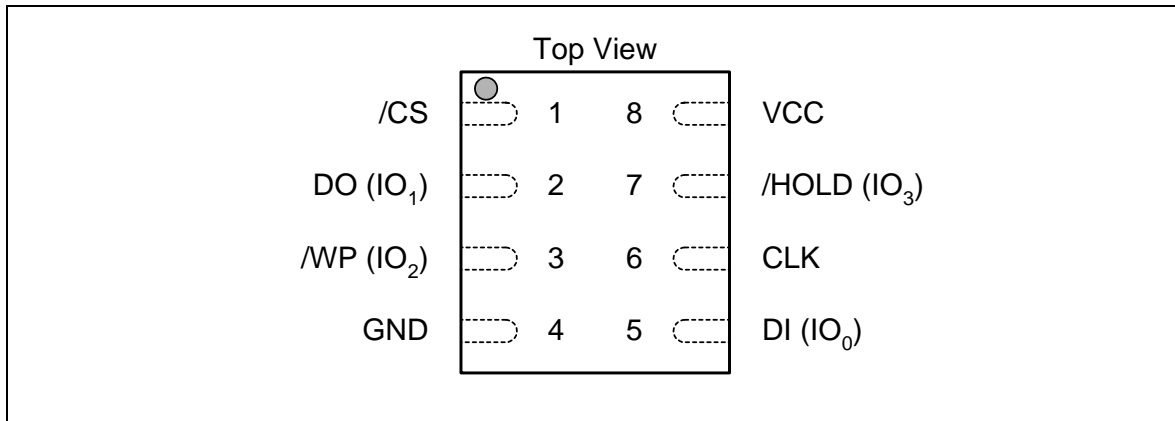 Top View
/CS 1 8 VCC
DO (IO₁) 2 7 /HOLD (IO₃)
/WP (IO₂) 3 6 CLK
GND 4 5 DI (IO₀)